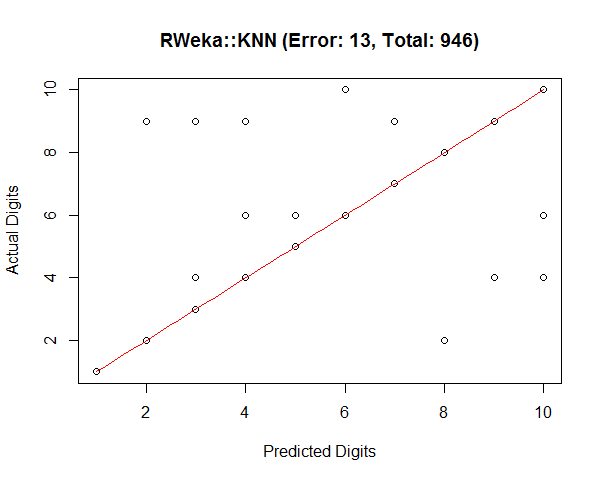 RWeka::KNN (Error: 13, Total: 946)
10
8
6
4
2
Actual Digits
2 4 6 8 10
Predicted Digits